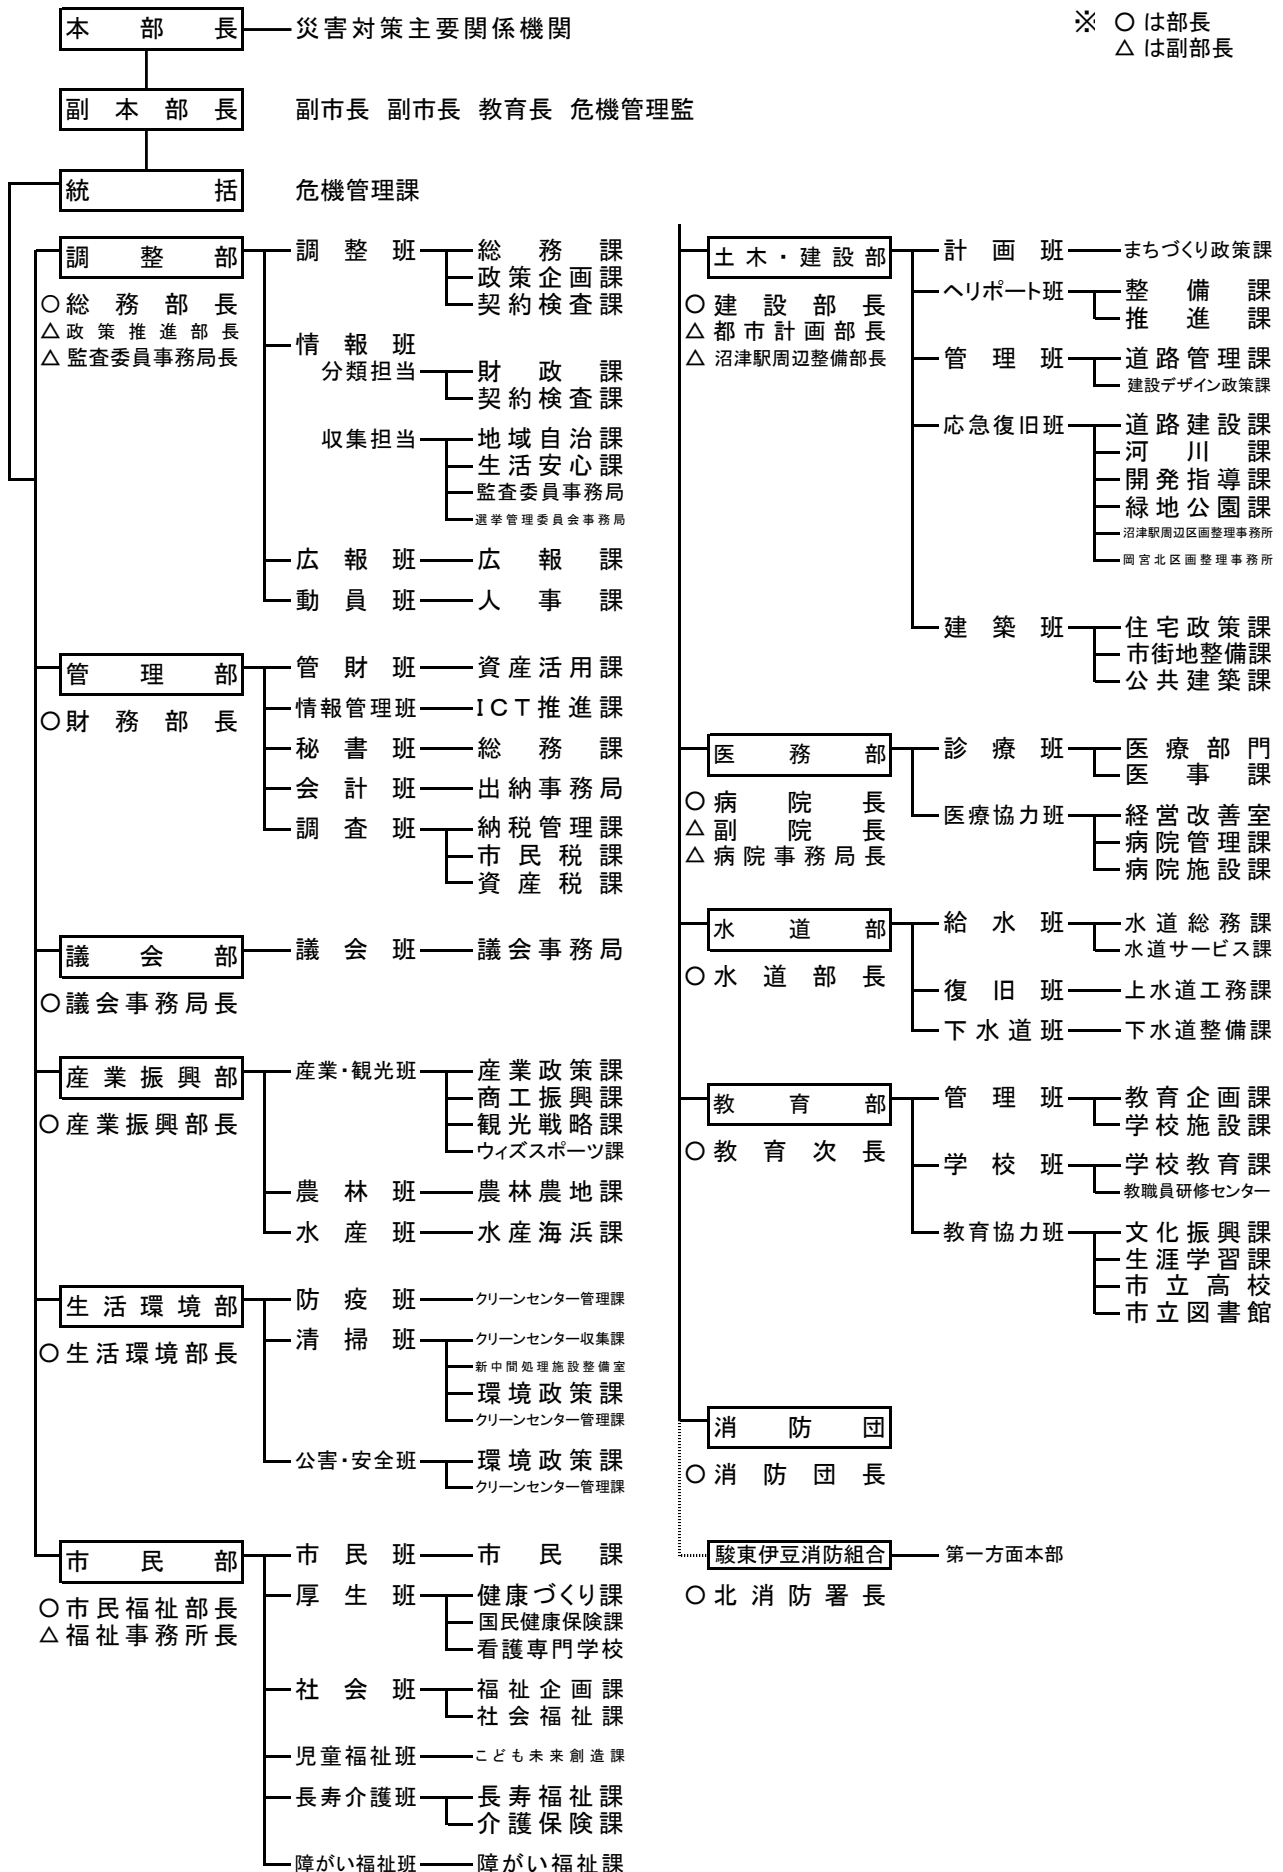 本部長 災害対策主要関係機関
※ ○は部長
△は副部長
副本部長 副市長 副市長 教育長 危機管理監
統括 危機管理課
調整部 調整班 総務課
政策企画課
○総務部長 契約検査課
△政策推進部長
△監査委員事務局長
情報班
分類担当 財政課
契約検査課
収集担当 地域自治課
生活安心課
監査委員事務局
選挙管理委員会事務局
広報班 広報課
動員班 人事課
管理部 管財班 資産活用課
○財務部長
情報管理班 ICT推進課
秘書班 総務課
会計班 出納事務局
調査班 納税管理課
市民税課
資産税課
議会部 議会班 議会事務局
○議会事務局長
産業振興部 産業・観光班 産業政策課
商工振興課
○産業振興部長 観光戦略課
ウィズスポーツ課
農林班 農林農地課
水産班 水産海浜課
生活環境部 防疫班 クリーンセンター管理課
○生活環境部長
清掃班 クリーンセンター収集課
新中間処理施設整備室
環境政策課
クリーンセンター管理課
公害・安全班 環境政策課
クリーンセンター管理課
市民部 市民班 市民課
○市民福祉部長
△福祉事務所長
厚生班 健康づくり課
国民健康保険課
看護専門学校
社会班 福祉企画課
社会福祉課
児童福祉班 こども未来創造課
長寿介護班 長寿福祉課
介護保険課
障がい福祉班 障がい福祉課
土木・建設部 計画班 まちづくり政策課
○建設部長
△都市計画部長
△沼津駅周辺整備部長
ヘリポート班 整備課
推進課
管理班 道路管理課
建設デザイン政策課
応急復旧班 道路建設課
河川課
開発指導課
緑地公園課
沼津駅周辺区画整理事務所
岡宮北区画整理事務所
建築班 住宅政策課
市街地整備課
公共建築課
医務部 診療班 医療部門
医事課
○病院長
△副院長
△病院事務局長
医療協力班 経営改善室
病院管理課
病院施設課
水道部 給水班 水道総務課
水道サービス課
○水道部長
復旧班 上水道工務課
下水道班 下水道整備課
教育部 管理班 教育企画課
学校施設課
○教育次長
学校班 学校教育課
教職員研修センター
教育協力班 文化振興課
生涯学習課
市立高校
市立図書館
消防団
○消防団長
駿東伊豆消防組合 第一方面本部
○北消防署長